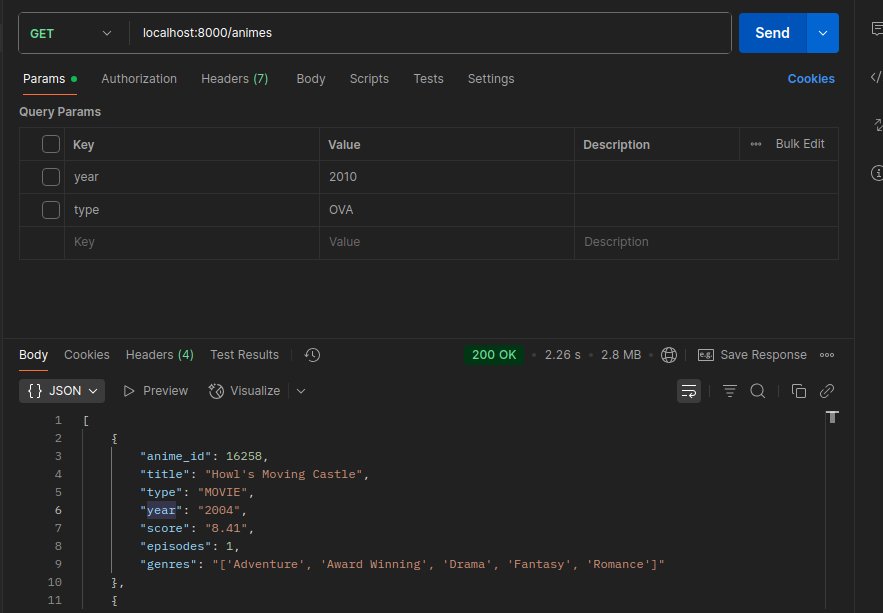 GET localhost:8000/animes Send
Params Authorization Headers (7) Body Scripts Tests Settings Cookies
Query Params
Key Value Description Bulk Edit
year 2010
type OVA
Key Value Description
Body Cookies Headers (4) Test Results 200 OK 2.26 s 2.8 MB e.g. Save Response
{} JSON Preview Visualize
1 [
2 {
3 "anime_id": 16258,
4 "title": "Howl's Moving Castle",
5 "type": "MOVIE",
6 "year": "2004",
7 "score": "8.41",
8 "episodes": 1,
9 "genres": "['Adventure', 'Award Winning', 'Drama', 'Fantasy', 'Romance']"
10 },
11 {